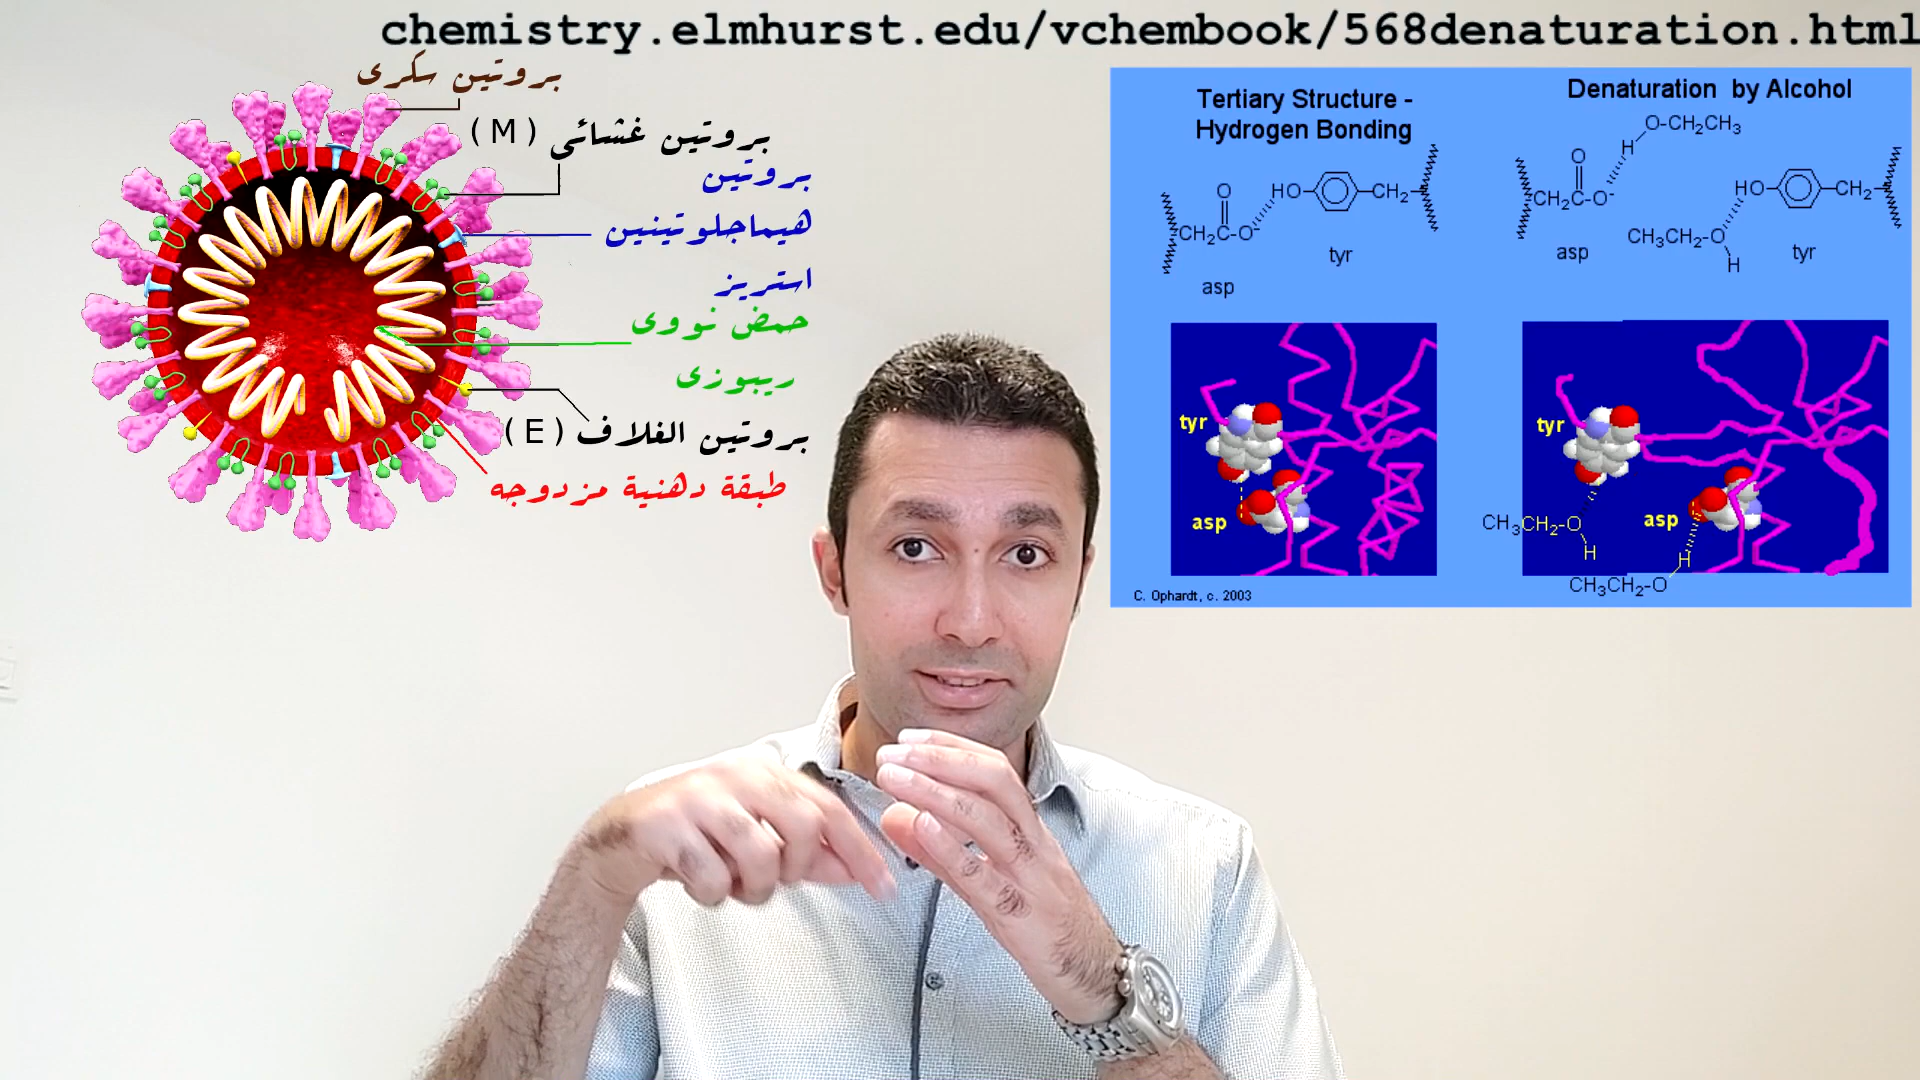 chemistry.elmhurst.edu/vchembook/568denaturation.html
بروتين سكرى
بروتين غشائى ( M )
بروتين
هيماجلوتينين
استريز
حمض نووى
ريبوزى
بروتين الغلاف ( E )
طبقة دهنية مزدوجه
Tertiary Structure -
Hydrogen Bonding
O
HO
CH₂
CH₂C-O⁻
tyr
asp
tyr
asp
C. Ophardt, c. 2003
Denaturation by Alcohol
O-CH₂CH₃
H
O
CH₂C-O⁻
HO
CH₂
CH₃CH₂-O
H
asp
tyr
tyr
asp
CH₃CH₂-O
H
H
CH₃CH₂-O